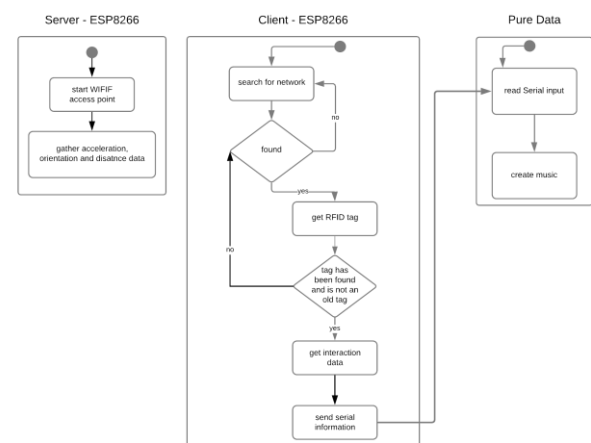 Server - ESP8266
start WIFIF
access point
gather acceleration,
orientation and disatnce data
Client - ESP8266
search for network
no
found
yes
get RFID tag
no
tag has
been found
and is not an
old tag
yes
get interaction
data
send serial
information
Pure Data
read Serial input
create music